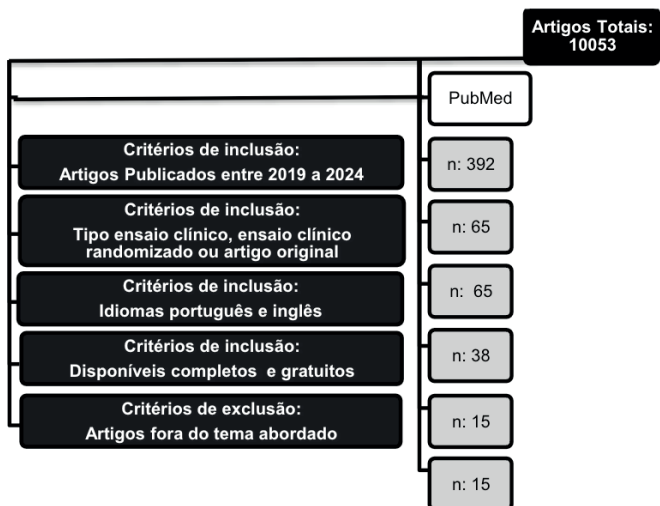 Artigos Totais:
10053
PubMed
Critérios de inclusão:
Artigos Publicados entre 2019 a 2024
n: 392
Critérios de inclusão:
Tipo ensaio clínico, ensaio clínico
randomizado ou artigo original
n: 65
Critérios de inclusão:
Idiomas português e inglês
n: 65
Critérios de inclusão:
Disponíveis completos e gratuitos
n: 38
Critérios de exclusão:
Artigos fora do tema abordado
n: 15
n: 15